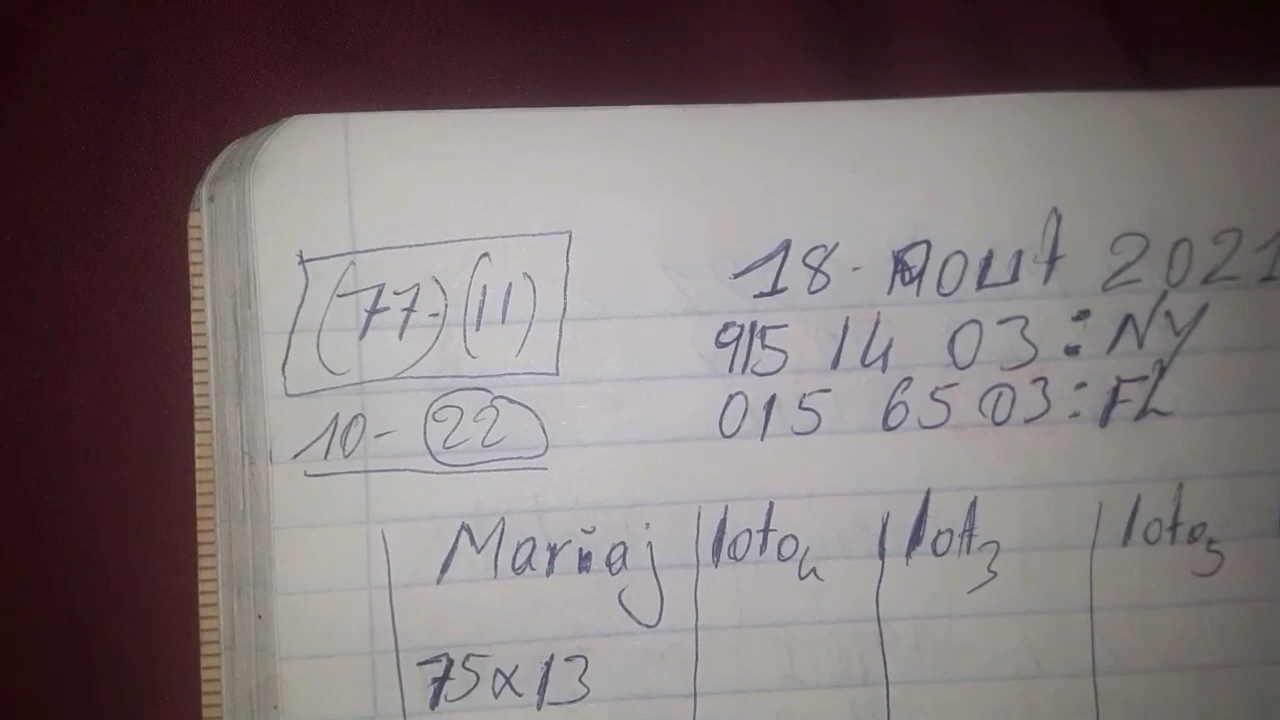 (77-)(11)
10-22
18-Aout 2021
915 14 03: NY
015 65 03: FL
Mariaj loto4 lot3 loto5
75x13